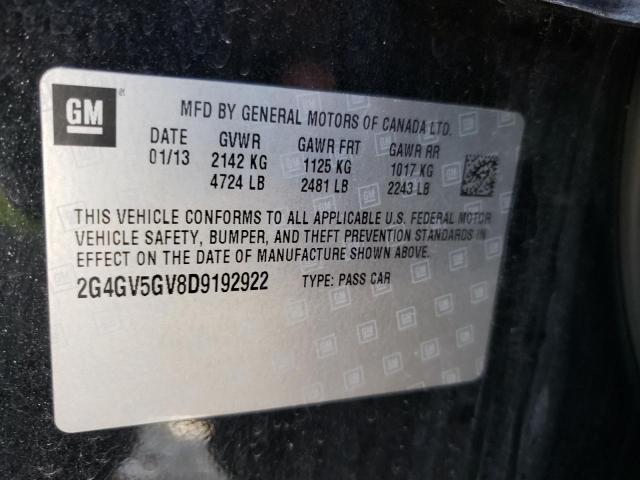 GM
MFD BY GENERAL MOTORS OF CANADA LTD.
DATE GVWR GAWR FRT GAWR RR
01/13 2142 KG 1125 KG 1017 KG
4724 LB 2481 LB 2243 LB
THIS VEHICLE CONFORMS TO ALL APPLICABLE U.S. FEDERAL MOTOR
VEHICLE SAFETY, BUMPER, AND THEFT PREVENTION STANDARDS IN
EFFECT ON THE DATE OF MANUFACTURE SHOWN ABOVE.
2G4GV5GV8D9192922 TYPE: PASS CAR